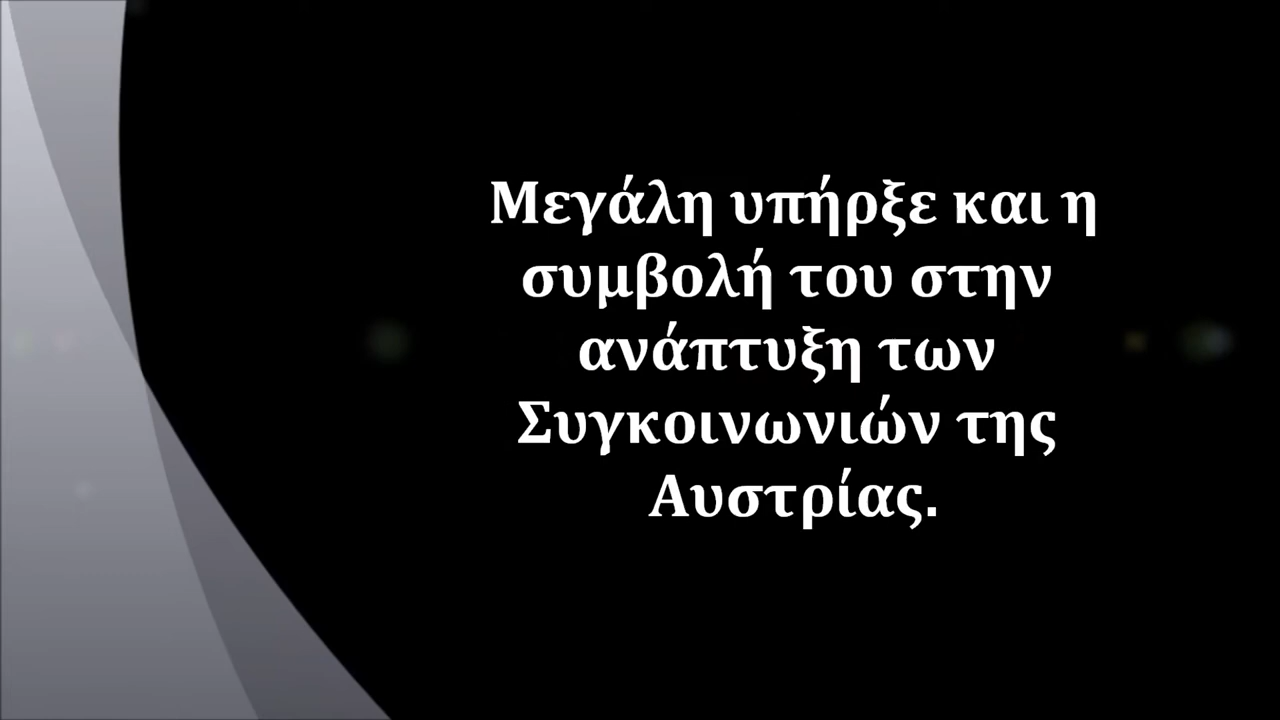 Μεγάλη υπήρξε και η
συμβολή του στην
ανάπτυξη των
Συγκοινωνιών της
Αυστρίας.